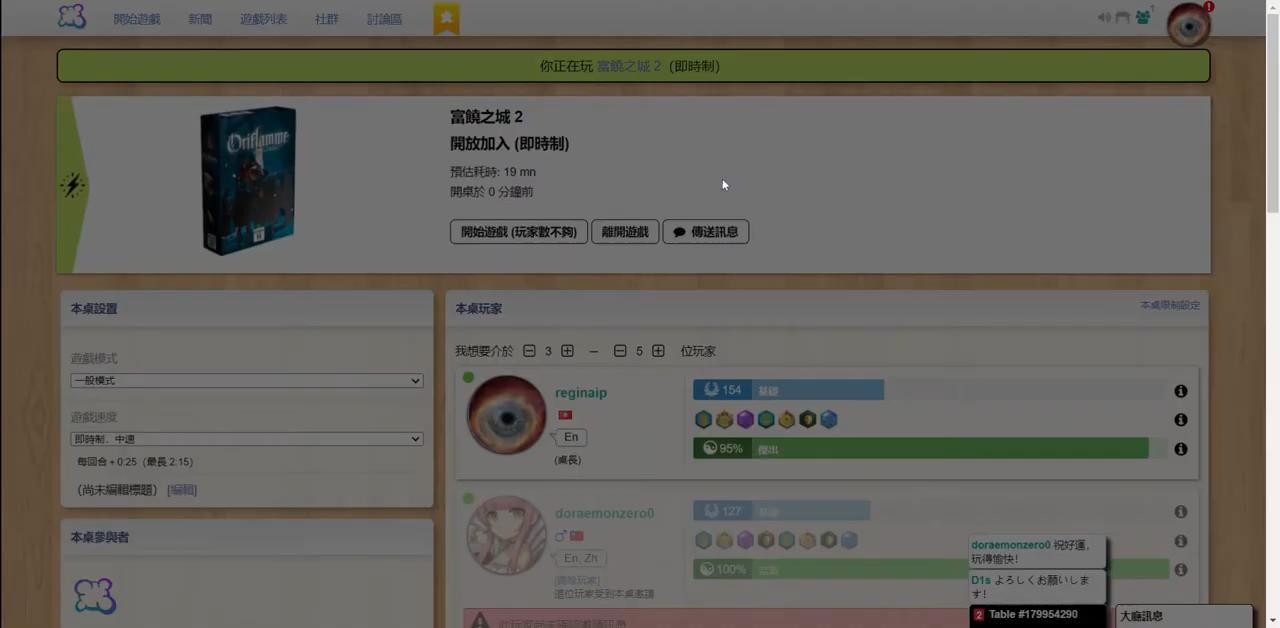 開始遊戲 新聞 遊戲列表 社群 討論區
1
!
你正在玩 富饒之城 2 (即時制)
Oriflamme
富饒之城 2
開放加入 (即時制)
預估耗時: 19 mn
開桌於 0 分鐘前
開始遊戲 (玩家數不夠) 離開遊戲 傳送訊息
本桌設置
遊戲模式
一般模式
遊戲速度
即時制．中速
每回合 + 0:25 (最長 2:15)
(尚未編輯標題) [編輯]
本桌參與者
本桌玩家
本桌限制設定
我想要介於 3 – 5 位玩家
reginaip
En
(桌長)
154
95% 傑出
doraemonzero0
En, Zh
[剔除玩家]
這位玩家受到本桌邀請
127
100%
doraemonzero0 祝好運，
玩得愉快!
D1s よろしくお願いしま
す!
2 Table #179954290
大廳訊息